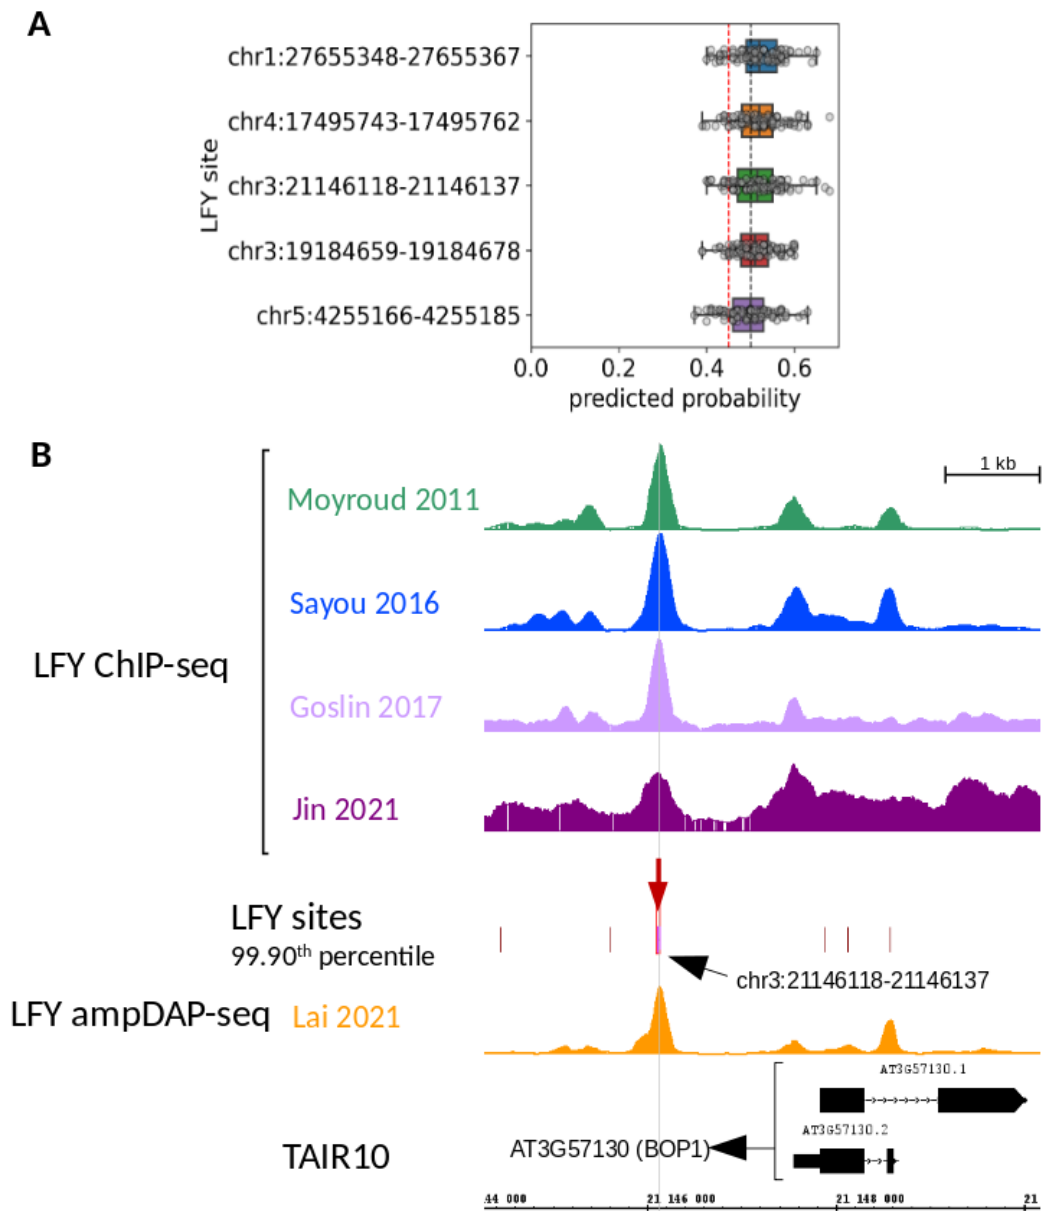 A
LFY site
chr1:27655348-27655367
chr4:17495743-17495762
chr3:21146118-21146137
chr3:19184659-19184678
chr5:4255166-4255185
0.0 0.2 0.4 0.6
predicted probability
B
1 kb
LFY ChIP-seq
Moyroud 2011
Sayou 2016
Goslin 2017
Jin 2021
LFY sites
99.90th percentile
chr3:21146118-21146137
LFY ampDAP-seq Lai 2021
AT3G57130.1
AT3G57130.2
AT3G57130 (BOP1)
TAIR10
44 000 21 146 000 21 148 000 21